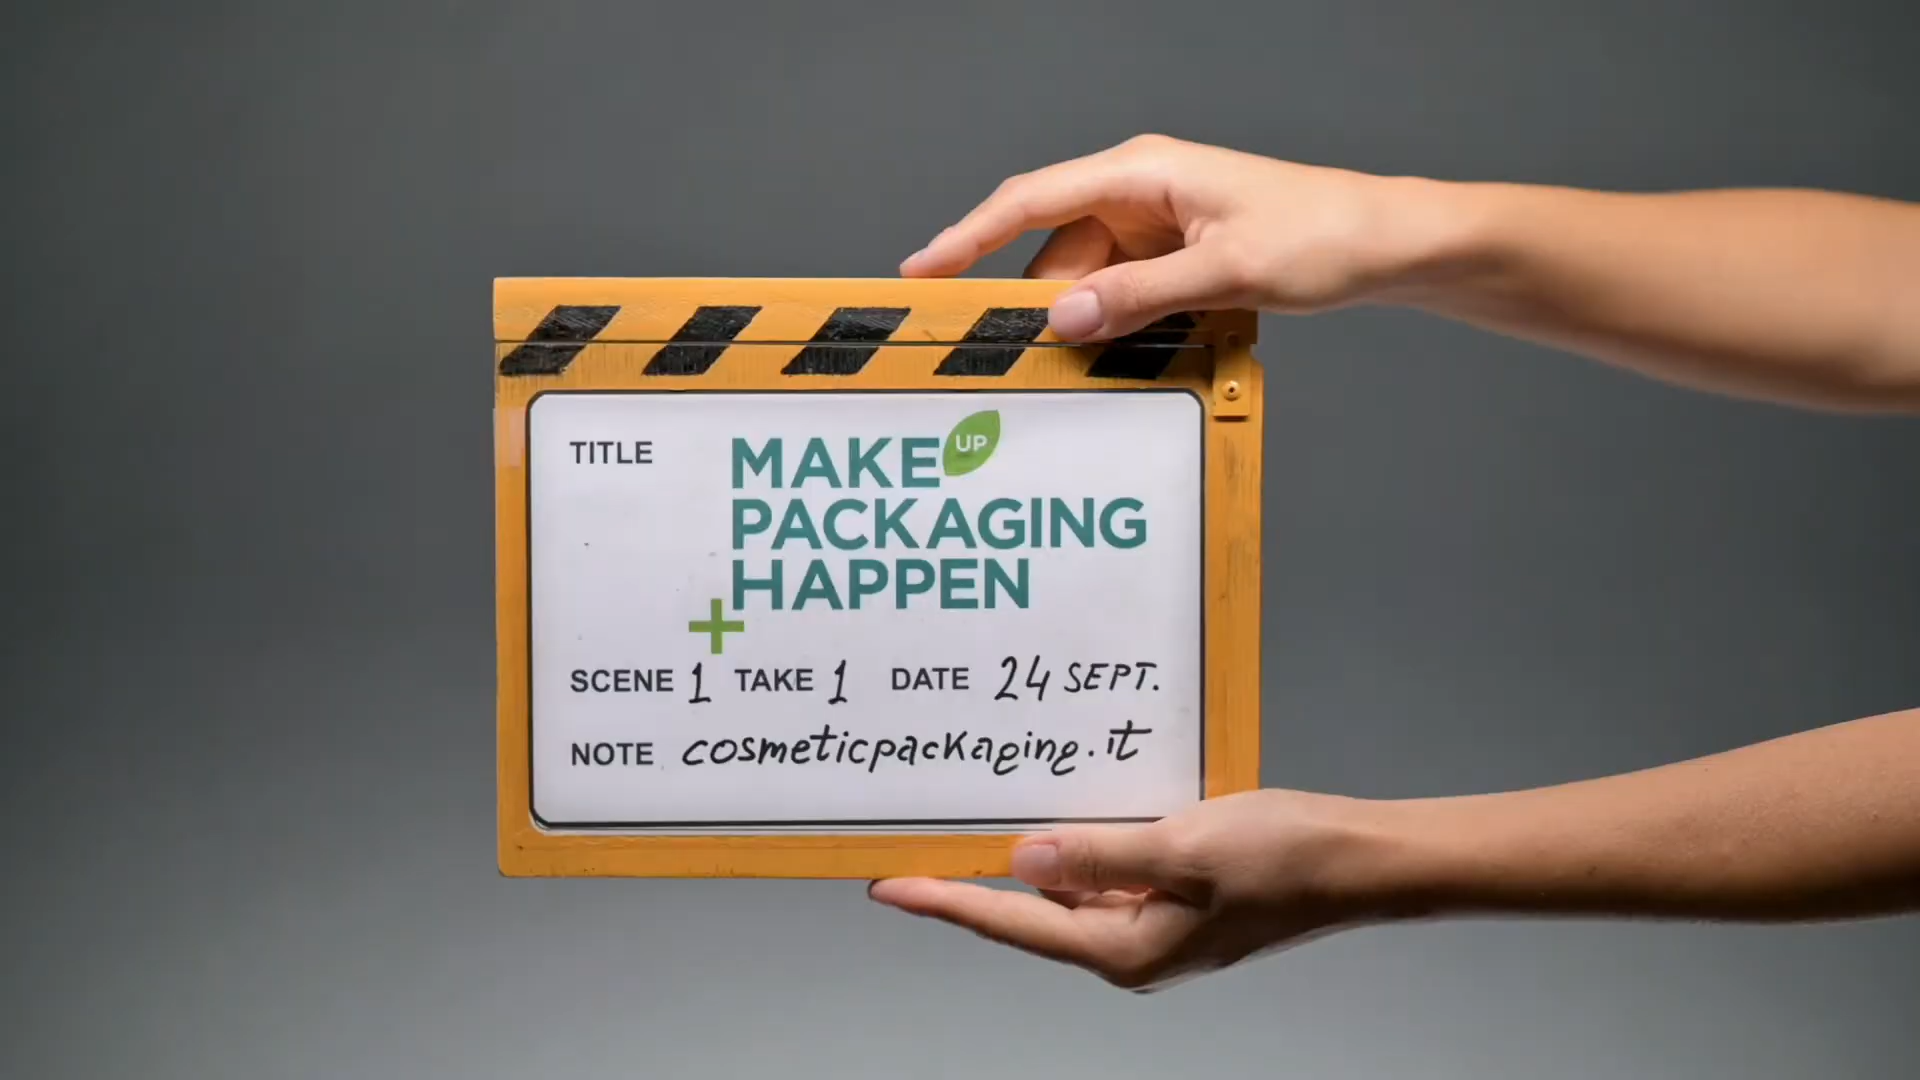 TITLE
MAKE UP
PACKAGING
HAPPEN
SCENE 1 TAKE 1 DATE 24 SEPT.
NOTE cosmeticpackaging.it